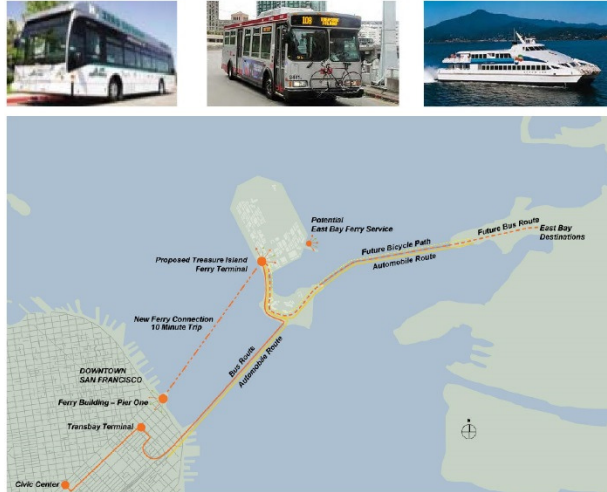 108
Potential
East Bay Ferry Service
Future Bus Route
East Bay
Destinations
Future Bicycle Path
Automobile Route
Proposed Treasure Island
Ferry Terminal
New Ferry Connection
10 Minute Trip
Bus Route
Automobile Route
DOWNTOWN
SAN FRANCISCO
Ferry Building – Pier One
Transbay Terminal
Civic Center